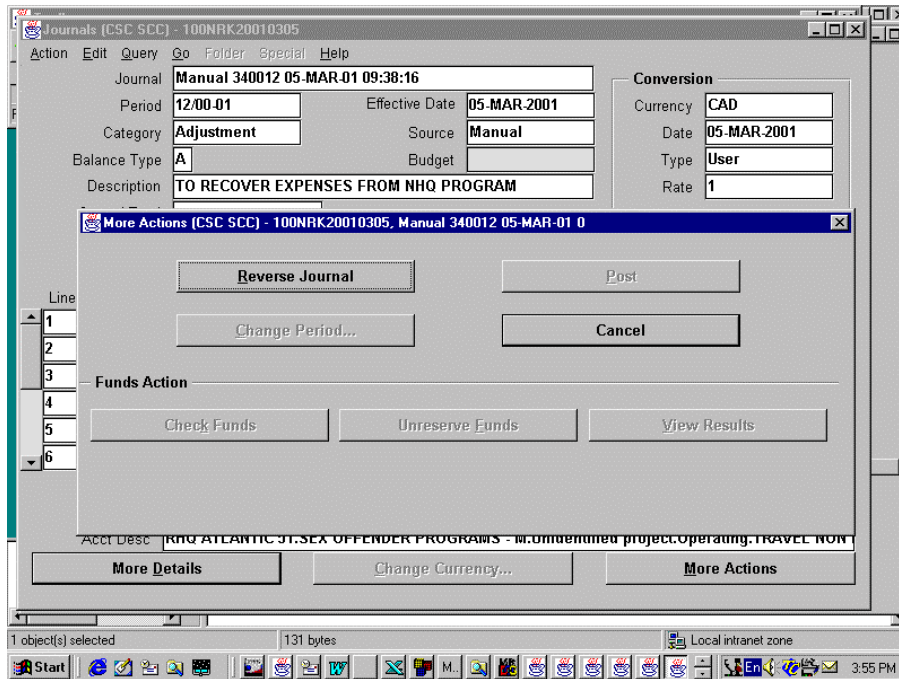 Journals (CSC SCC) - 100NRK20010305
Action Edit Query Go Folder Special Help
Journal Manual 340012 05-MAR-01 09:38:16
Conversion
Period 12/00-01 Effective Date 05-MAR-2001 Currency CAD
Category Adjustment Source Manual Date 05-MAR-2001
Balance Type A Budget Type User
Description TO RECOVER EXPENSES FROM NHQ PROGRAM Rate 1
More Actions (CSC SCC) - 100NRK20010305, Manual 340012 05-MAR-01 0
Reverse Journal Post
Line
1
Change Period... Cancel
2
3
Funds Action
4
Check Funds Unreserve Funds View Results
5
6
Acct Desc RHQ ATLANTIC J1.SEX OFFENDER PROGRAMS - M.Unidentified project.Operating.TRAVEL NON
More Details Change Currency... More Actions
1 object(s) selected 131 bytes Local intranet zone
Start M.. En 3:55 PM